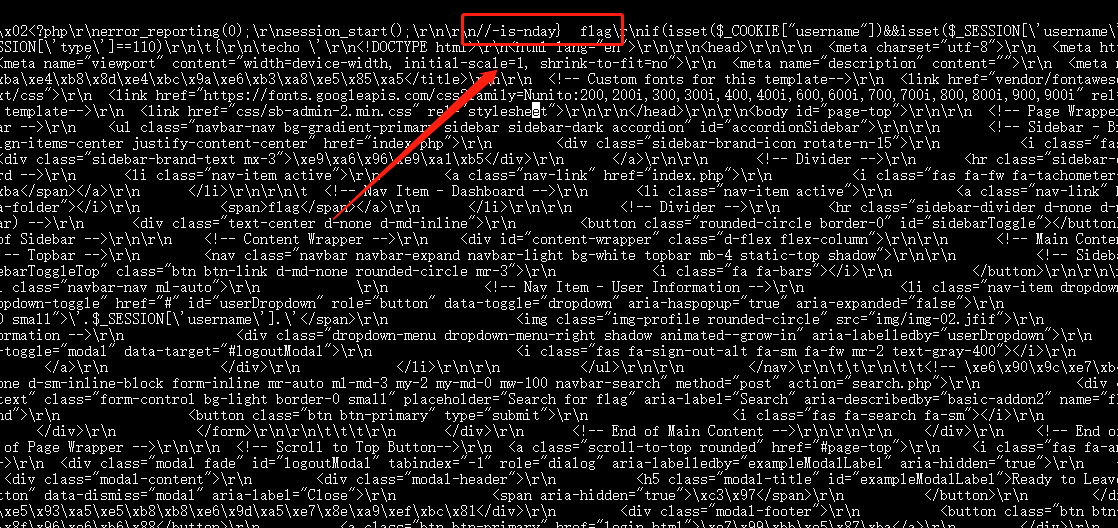 \x02<?php\r\nerror_reporting(0);\r\nsession_start();\r\n\r\n//-is-nday} flag\r\nif(isset($_COOKIE["username"])&&isset($_SESSION[\'username\'
SESSION[\'type\']==110)\r\n\t{\r\n\techo \'\r\n<!DOCTYPE html>\r\n<html lang="en">\r\n\r\n<head>\r\n\r\n <meta charset="utf-8">\r\n <meta ht
<meta name="viewport" content="width=device-width, initial-scale=1, shrink-to-fit=no">\r\n <meta name="description" content="">\r\n <meta na
\xba\xe4\xb8\x8d\xe4\xbc\x9a\xe6\xb3\xa8\xe5\x85\xa5</title>\r\n\r\n <!-- Custom fonts for this template-->\r\n <link href="vendor/fontawes
xt/css">\r\n <link href="https://fonts.googleapis.com/css?family=Nunito:200,200i,300,300i,400,400i,600,600i,700,700i,800,800i,900,900i" reli
template-->\r\n <link href="css/sb-admin-2.min.css" rel="stylesheet">\r\n\r\n</head>\r\n\r\n<body id="page-top">\r\n <!-- Page Wrappe
bar -->\r\n <ul class="navbar-nav bg-gradient-primary sidebar sidebar-dark accordion" id="accordionSidebar">\r\n <!-- Sidebar - B
ign-items-center justify-content-center" href="index.php">\r\n <div class="sidebar-brand-icon rotate-n-15">\r\n
<div class="sidebar-brand-text mx-3">\xe9\xa6\x96\xe9\xa1\xb5</div>\r\n </a>\r\n <!-- Divider -->\r\n <hr class="sidebar-
rd -->\r\n <li class="nav-item active">\r\n <a class="nav-link" href="index.php">\r\n <i class="fas fa-fw fa-tachometer
\xba</span></a>\r\n </li>\r\n\r\n\t <!-- Nav Item - Dashboard -->\r\n <li class="nav-item active">\r\n <a class="nav-link"
a-folder"></i>\r\n <span>flag</span></a>\r\n </li>\r\n\r\n <!-- Divider -->\r\n <hr class="sidebar-divider d-none d-m
ar) -->\r\n <div class="text-center d-none d-md-inline">\r\n <button class="rounded-circle border-0" id="sidebarToggle"></button>
of Sidebar -->\r\n\r\n <!-- Content Wrapper -->\r\n <div id="content-wrapper" class="d-flex flex-column">\r\n\r\n <!-- Main Cont
-- Topbar -->\r\n <nav class="navbar navbar-expand navbar-light bg-white topbar mb-4 static-top shadow">\r\n\r\n <!-- Sideba
ebarToggleTop" class="btn btn-link d-md-none rounded-circle mr-3">\r\n <i class="fa fa-bars"></i>\r\n </button>\r\n\r\n
="navbar-nav ml-auto">\r\n \r\n <!-- Nav Item - User Information -->\r\n <li class="nav-item dropdown
opdown-toggle" href="#" id="userDropdown" role="button" data-toggle="dropdown" aria-haspopup="true" aria-expanded="false">\r\n
0 small">\'.$_SESSION[\'username\'].\'</span>\r\n <img class="img-profile rounded-circle" src="img/img-02.jfif">\r\n
ormation -->\r\n <div class="dropdown-menu dropdown-menu-right shadow animated--grow-in" aria-labelledby="userDropdown">\r\n
-toggle="modal" data-target="#logoutModal">\r\n <i class="fas fa-sign-out-alt fa-sm fa-fw mr-2 text-gray-400"></i>\r\n
</a>\r\n </div>\r\n </li>\r\n\r\n </ul>\r\n\r\n </nav>\r\n\t\t\t<!-- \xe6\x90\x9c\xe7\xb4
one d-sm-inline-block form-inline mr-auto ml-md-3 my-2 my-md-0 mw-100 navbar-search" method="post" action="search.php">\r\n <div
text" class="form-control bg-light border-0 small" placeholder="Search for flag" aria-label="Search" aria-describedby="basic-addon2" name="fl
nd">\r\n <button class="btn btn-primary" type="submit">\r\n <i class="fas fa-search fa-sm"></i>\r\n
</div>\r\n </form>\r\n\r\n\t\t\t\r\n </div>\r\n <!-- End of Main Content -->\r\n\r\n\r\n </div>\r\n <!-- End o
of Page Wrapper -->\r\n\r\n <!-- Scroll to Top Button-->\r\n <a class="scroll-to-top rounded" href="#page-top">\r\n <i class="fas fa-an
<div class="modal fade" id="logoutModal" tabindex="-1" role="dialog" aria-labelledby="exampleModalLabel" aria-hidden="true">\r\n
<div class="modal-content">\r\n <div class="modal-header">\r\n <h5 class="modal-title" id="exampleModalLabel">Ready to Leave
tton" data-dismiss="modal" aria-label="Close">\r\n <span aria-hidden="true">\xc3\x97</span>\r\n </button>\r\n
\xe5\x93\xa5\xe5\xb8\x8c\xe6\x9d\xa5\xe7\x8e\xa9\xef\xbc\x81</div>\r\n <div class="modal-footer">\r\n <button